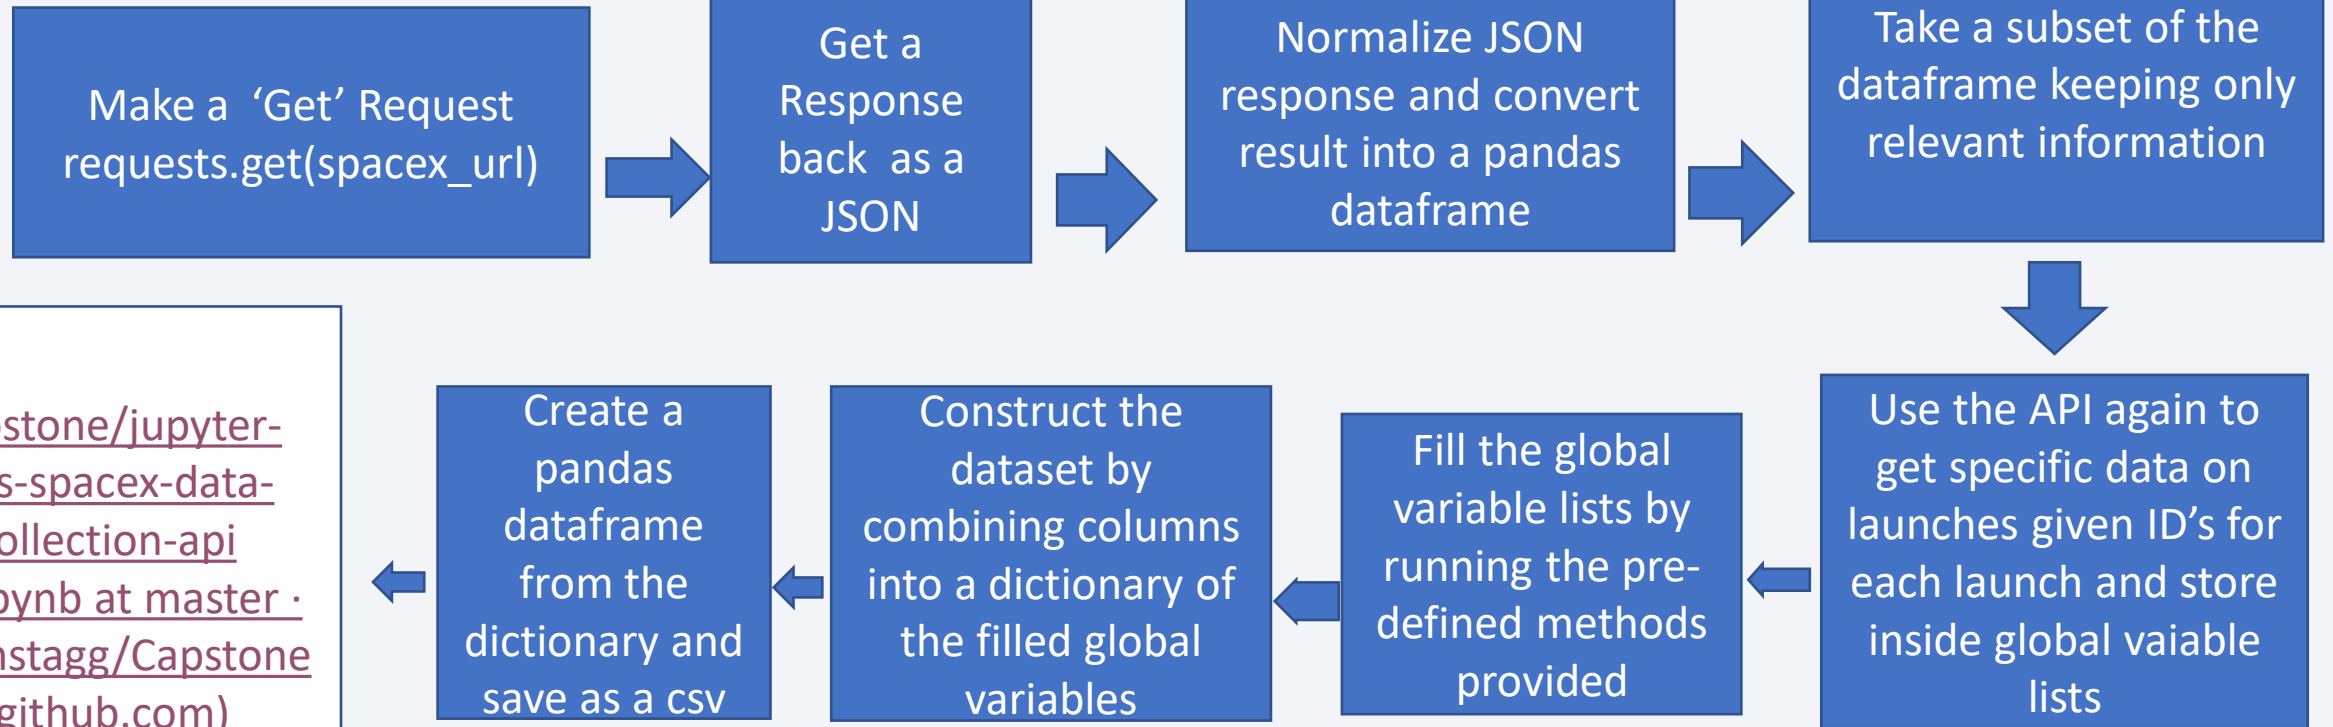 Make a ‘Get’ Request
requests.get(spacex_url)
Get a
Response
back as a
JSON
Normalize JSON
response and convert
result into a pandas
dataframe
Take a subset of the
dataframe keeping only
relevant information
Use the API again to
get specific data on
launches given ID’s for
each launch and store
inside global vaiable
lists
Fill the global
variable lists by
running the pre-
defined methods
provided
Construct the
dataset by
combining columns
into a dictionary of
the filled global
variables
Create a
pandas
dataframe
from the
dictionary and
save as a csv
stone/jupyter-
s-spacex-data-
ollection-api
ynb at master ·
nstagg/Capstone
github.com)